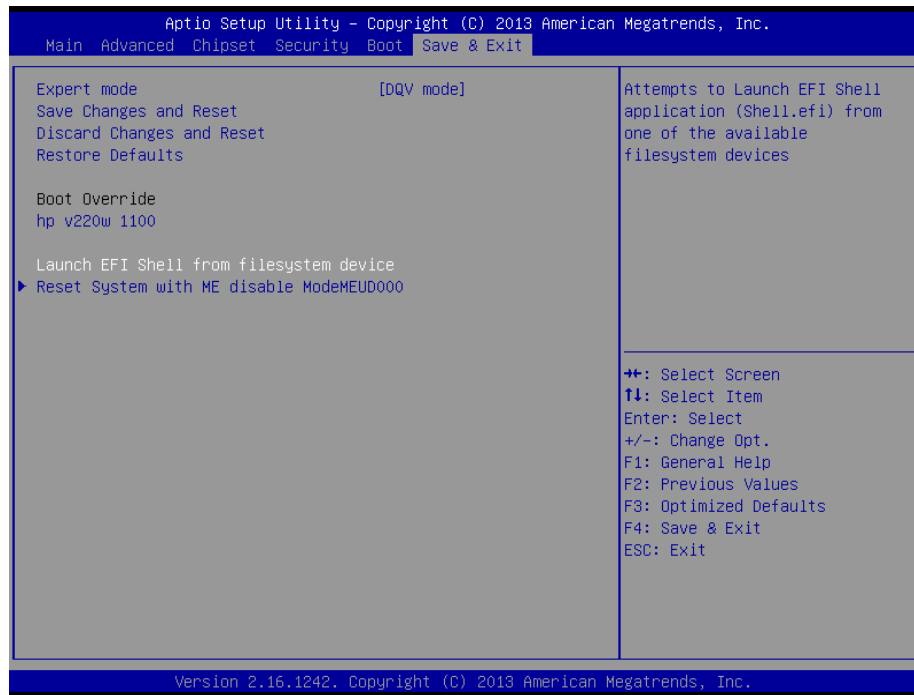 Aptio Setup Utility – Copyright (C) 2013 American Megatrends, Inc.
Main Advanced Chipset Security Boot Save & Exit
Expert mode [DQV mode]
Save Changes and Reset
Discard Changes and Reset
Restore Defaults
Boot Override
hp v220w 1100
Launch EFI Shell from filesystem device
▶ Reset System with ME disable ModeMEUD000
Attempts to Launch EFI Shell
application (Shell.efi) from
one of the available
filesystem devices
→←: Select Screen
↑↓: Select Item
Enter: Select
+/-: Change Opt.
F1: General Help
F2: Previous Values
F3: Optimized Defaults
F4: Save & Exit
ESC: Exit
Version 2.16.1242. Copyright (C) 2013 American Megatrends, Inc.